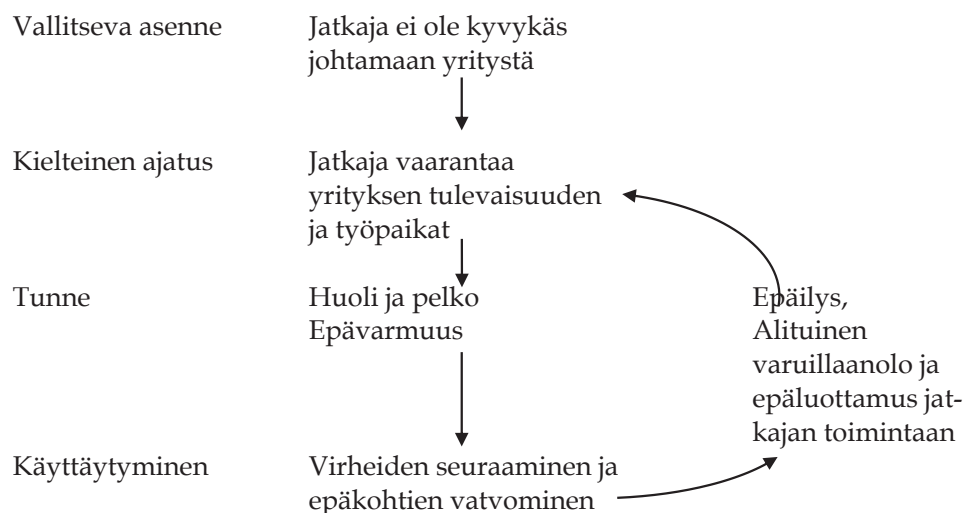 Vallitseva asenne Jatkaja ei ole kyvykäs
johtamaan yritystä
Kielteinen ajatus Jatkaja vaarantaa
yrityksen tulevaisuuden
ja työpaikat
Tunne Huoli ja pelko
Epävarmuus
Epäilys,
Alituinen
varuillaanolo ja
epäluottamus jat-
kajan toimintaan
Käyttäytyminen Virheiden seuraaminen ja
epäkohtien vatvominen